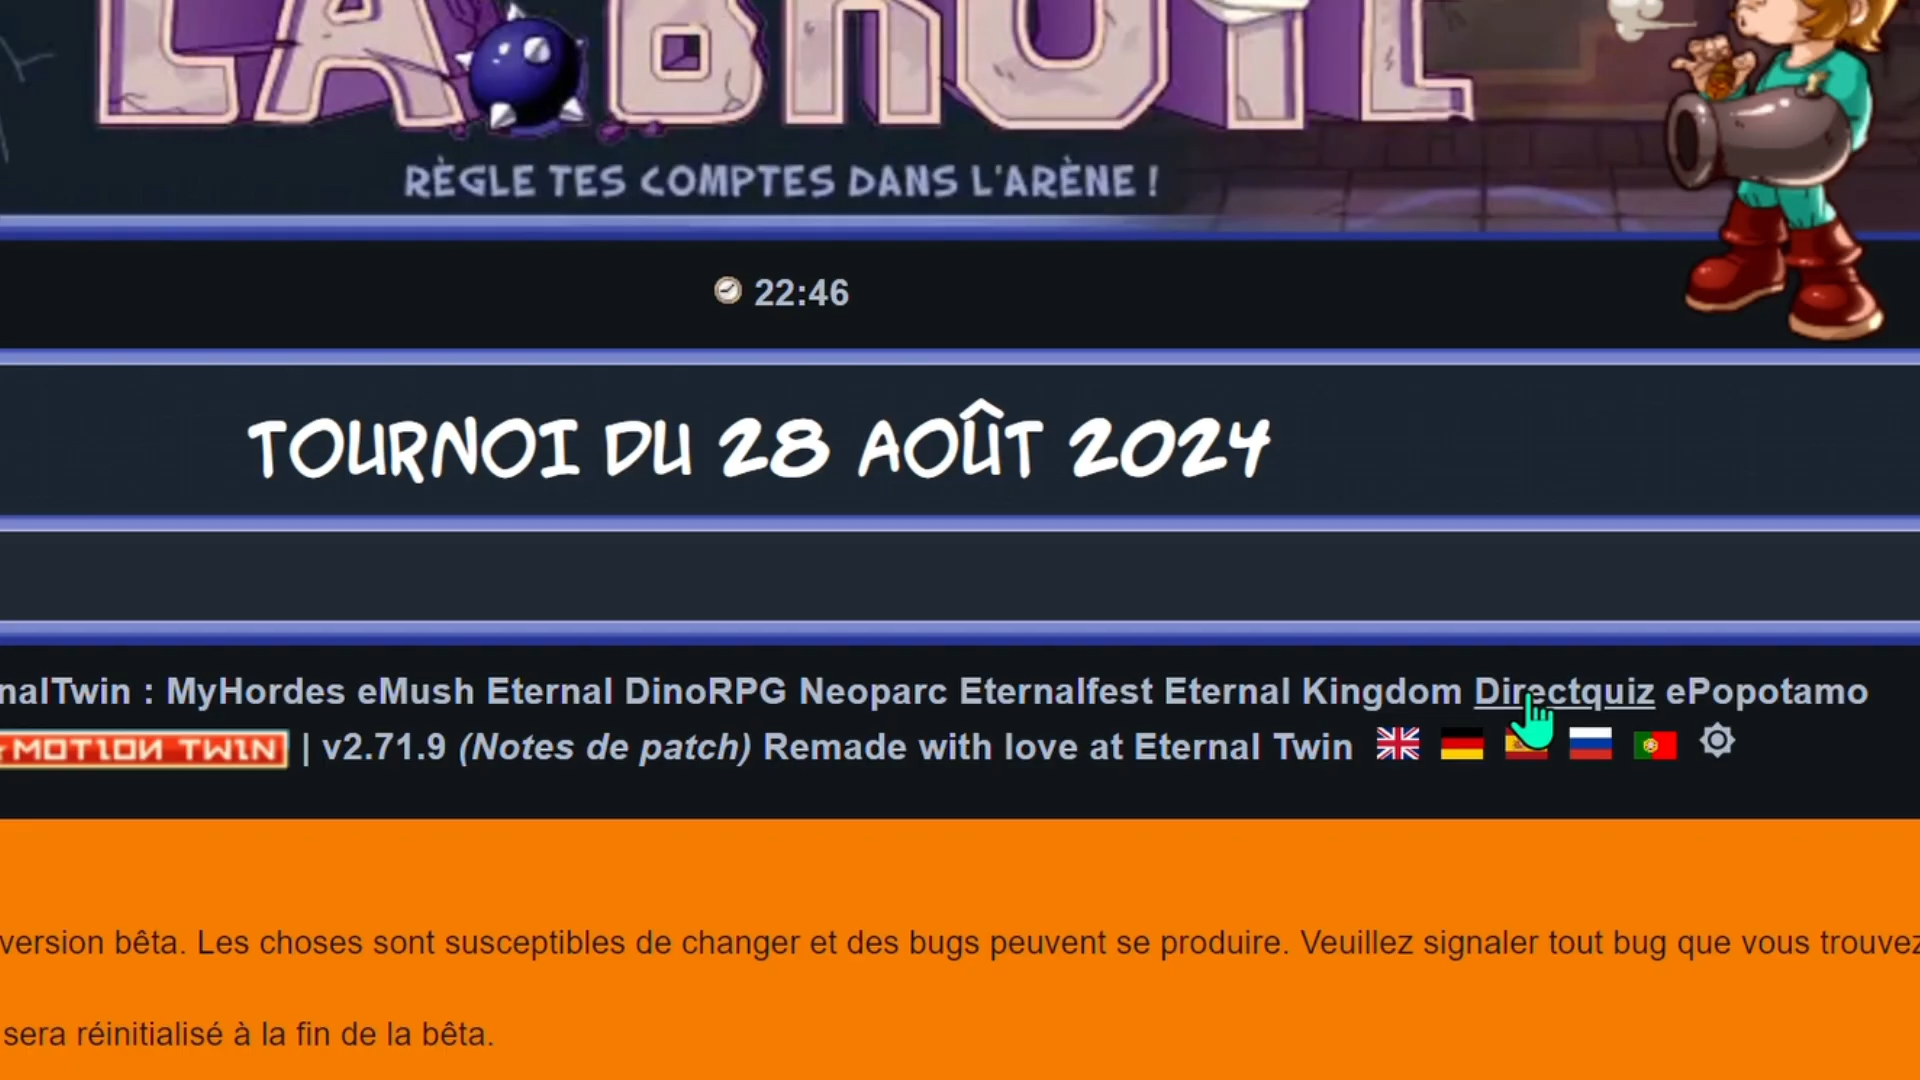 LA BRUTE
RÈGLE TES COMPTES DANS L'ARÈNE !
22:46
TOURNOI DU 28 AOÛT 2024
nalTwin : MyHordes eMush Eternal DinoRPG Neoparc Eternalfest Eternal Kingdom Directquiz ePopotamo
MOTION TWIN | v2.71.9 (Notes de patch) Remade with love at Eternal Twin
version bêta. Les choses sont susceptibles de changer et des bugs peuvent se produire. Veuillez signaler tout bug que vous trouvez
sera réinitialisé à la fin de la bêta.